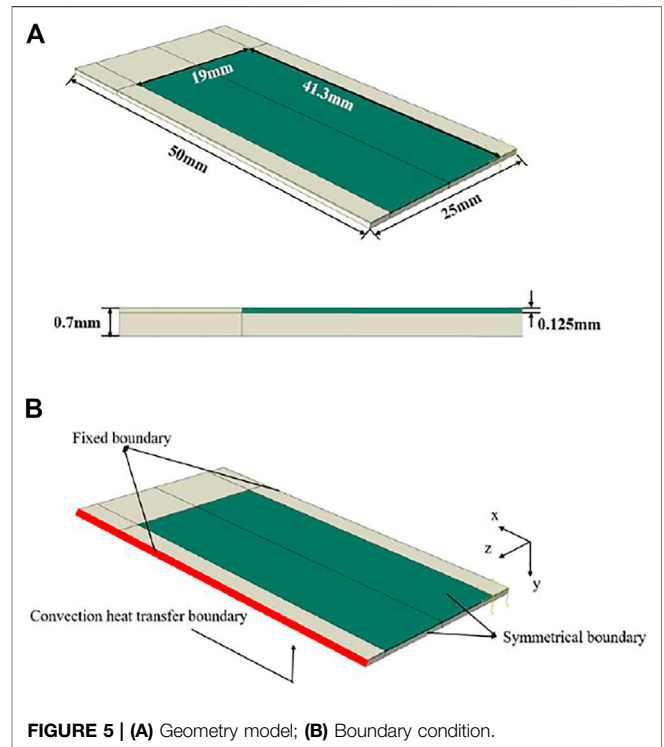 A
19mm
41.3mm
50mm
25mm
0.7mm
0.125mm
B
Fixed boundary
x
z
y
Convection heat transfer boundary
Symmetrical boundary
FIGURE 5 | (A) Geometry model; (B) Boundary condition.